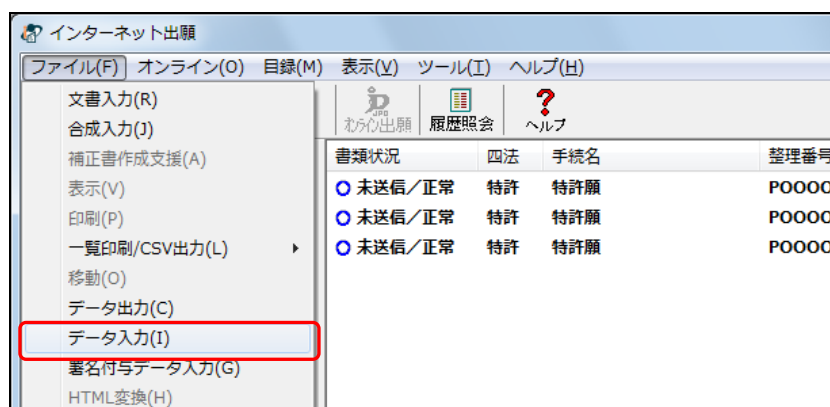 インターネット出願
ファイル(F) オンライン(O) 目録(M) 表示(V) ツール(T) ヘルプ(H)
文書入力(R)
合成入力(J)
補正書作成支援(A)
表示(V)
印刷(P)
一覧印刷/CSV出力(L)
移動(O)
データ出力(C)
データ入力(I)
署名付与データ入力(G)
HTML変換(H)
JPO
オンライン出願 履歴照会 ヘルプ
書類状況 四法 手続名 整理番号
未送信/正常 特許 特許願 POOOO
未送信/正常 特許 特許願 POOOO
未送信/正常 特許 特許願 POOOO